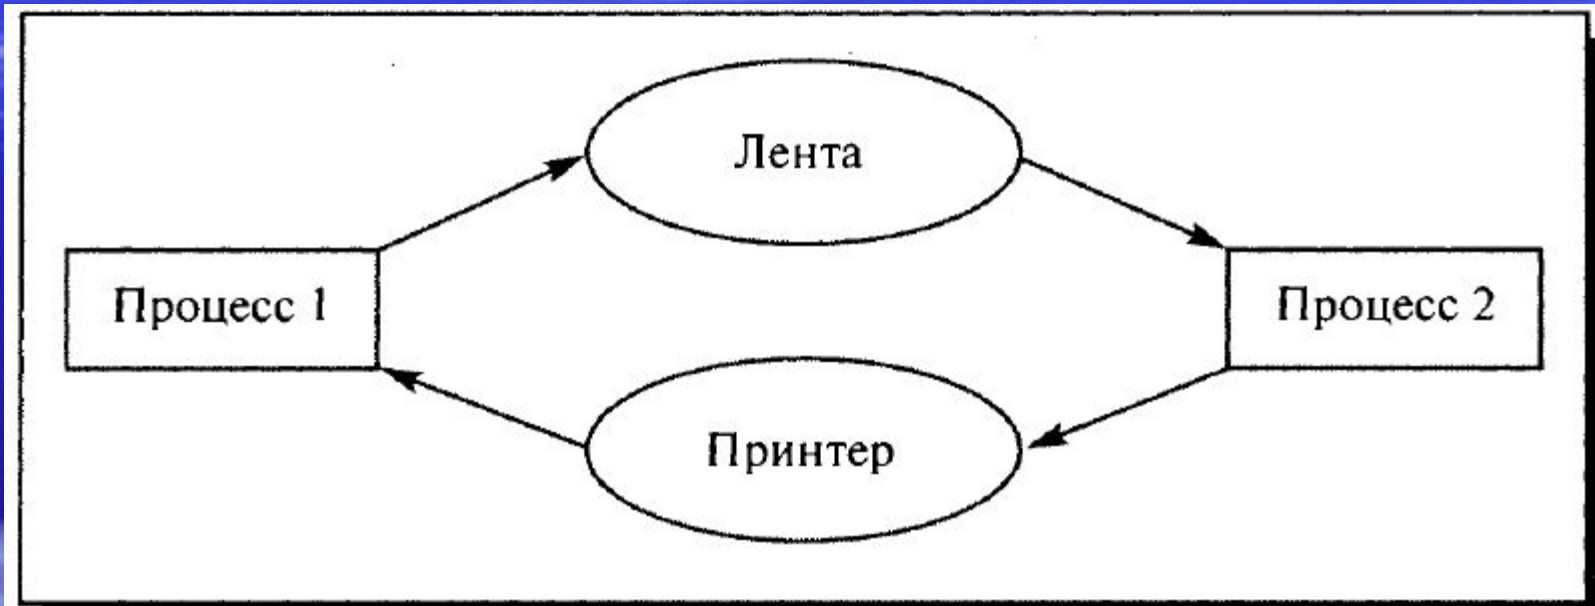 Лента
Процесс 1
Процесс 2
Принтер